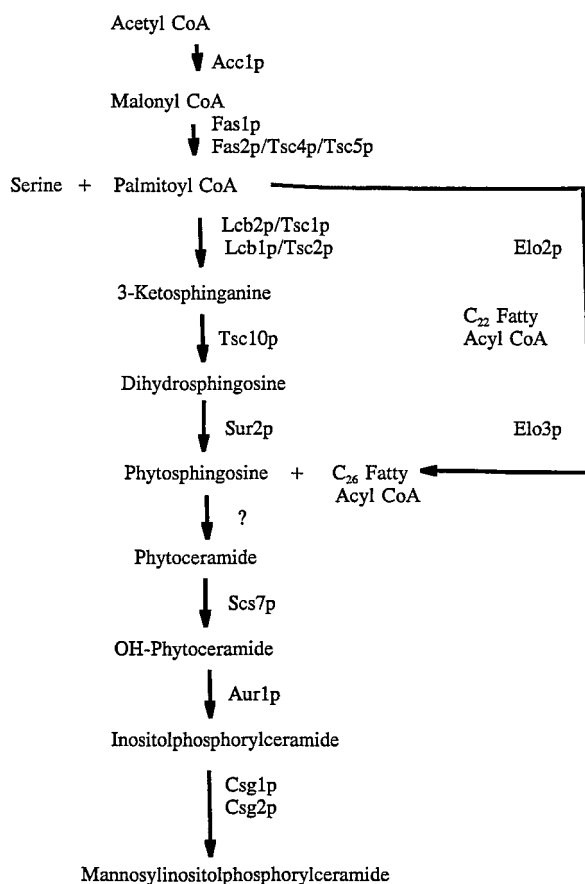 Acetyl CoA
Acc1p
Malonyl CoA
Fas1p
Fas2p/Tsc4p/Tsc5p
Serine + Palmitoyl CoA
Lcb2p/Tsc1p
Lcb1p/Tsc2p
Elo2p
3-Ketosphinganine
C₂₂ Fatty
Acyl CoA
Tsc10p
Dihydrosphingosine
Sur2p
Elo3p
Phytosphingosine + C₂₆ Fatty
Acyl CoA
?
Phytoceramide
Scs7p
OH-Phytoceramide
Aur1p
Inositolphosphorylceramide
Csg1p
Csg2p
Mannosylinositolphosphorylceramide